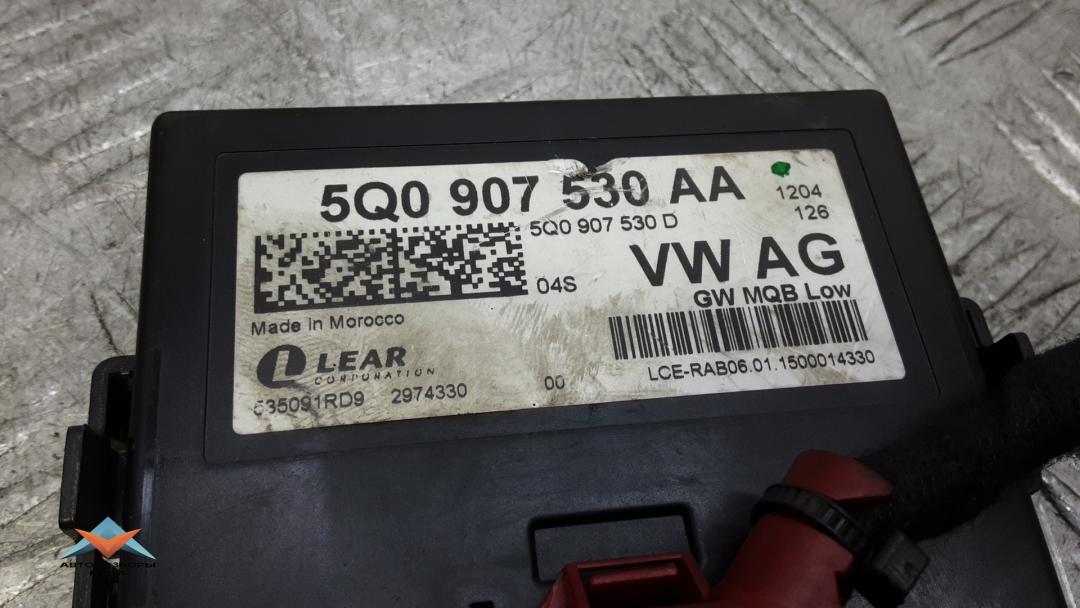 5Q0 907 530 AA
1204
126
5Q0 907 530 D
VW AG
04S
GW MQB Low
Made in Morocco
LEAR
CORPORATION
LCE-RAB06.01.1500014330
535091RD9 2974330 00